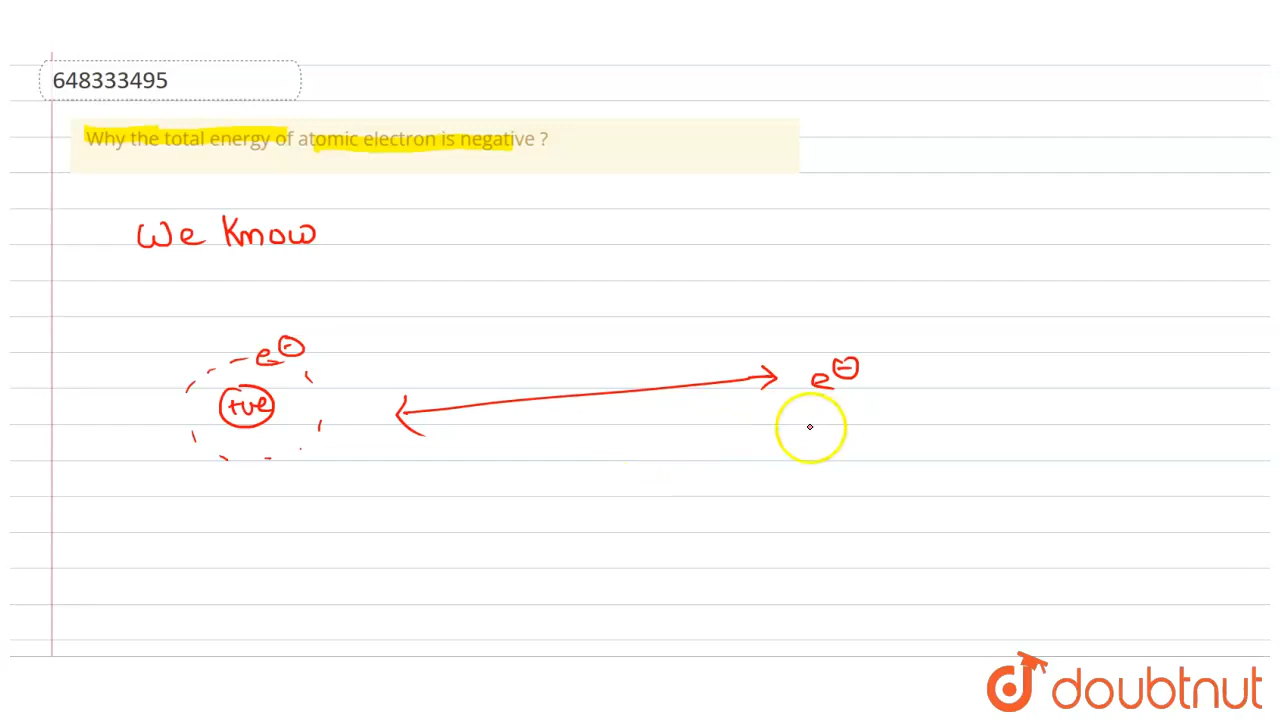 648333495
Why the total energy of atomic electron is negative ?
We Know
e⊖
+ve
e⊖
doubtnut